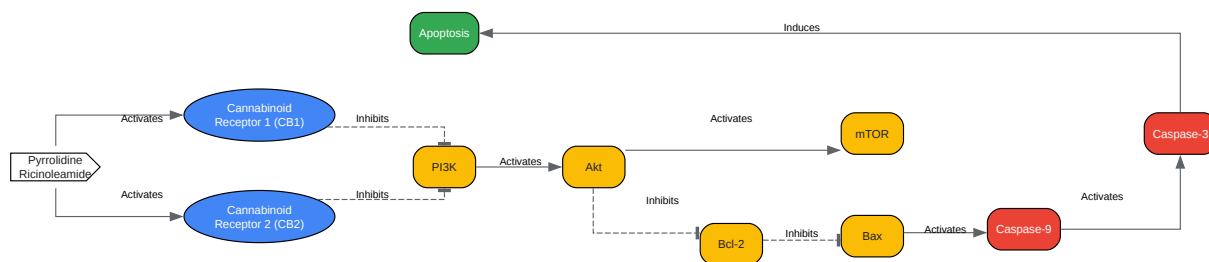 Apoptosis
Induces
Cannabinoid
Receptor 1 (CB1)
Activates
Inhibits
Activates
mTOR
Caspase-3
Pyrrolidine
Ricinoleamide
PI3K
Activates
Akt
Activates
Inhibits
Inhibits
Activates
Cannabinoid
Receptor 2 (CB2)
Bcl-2
Inhibits
Bax
Activates
Caspase-9
Activates